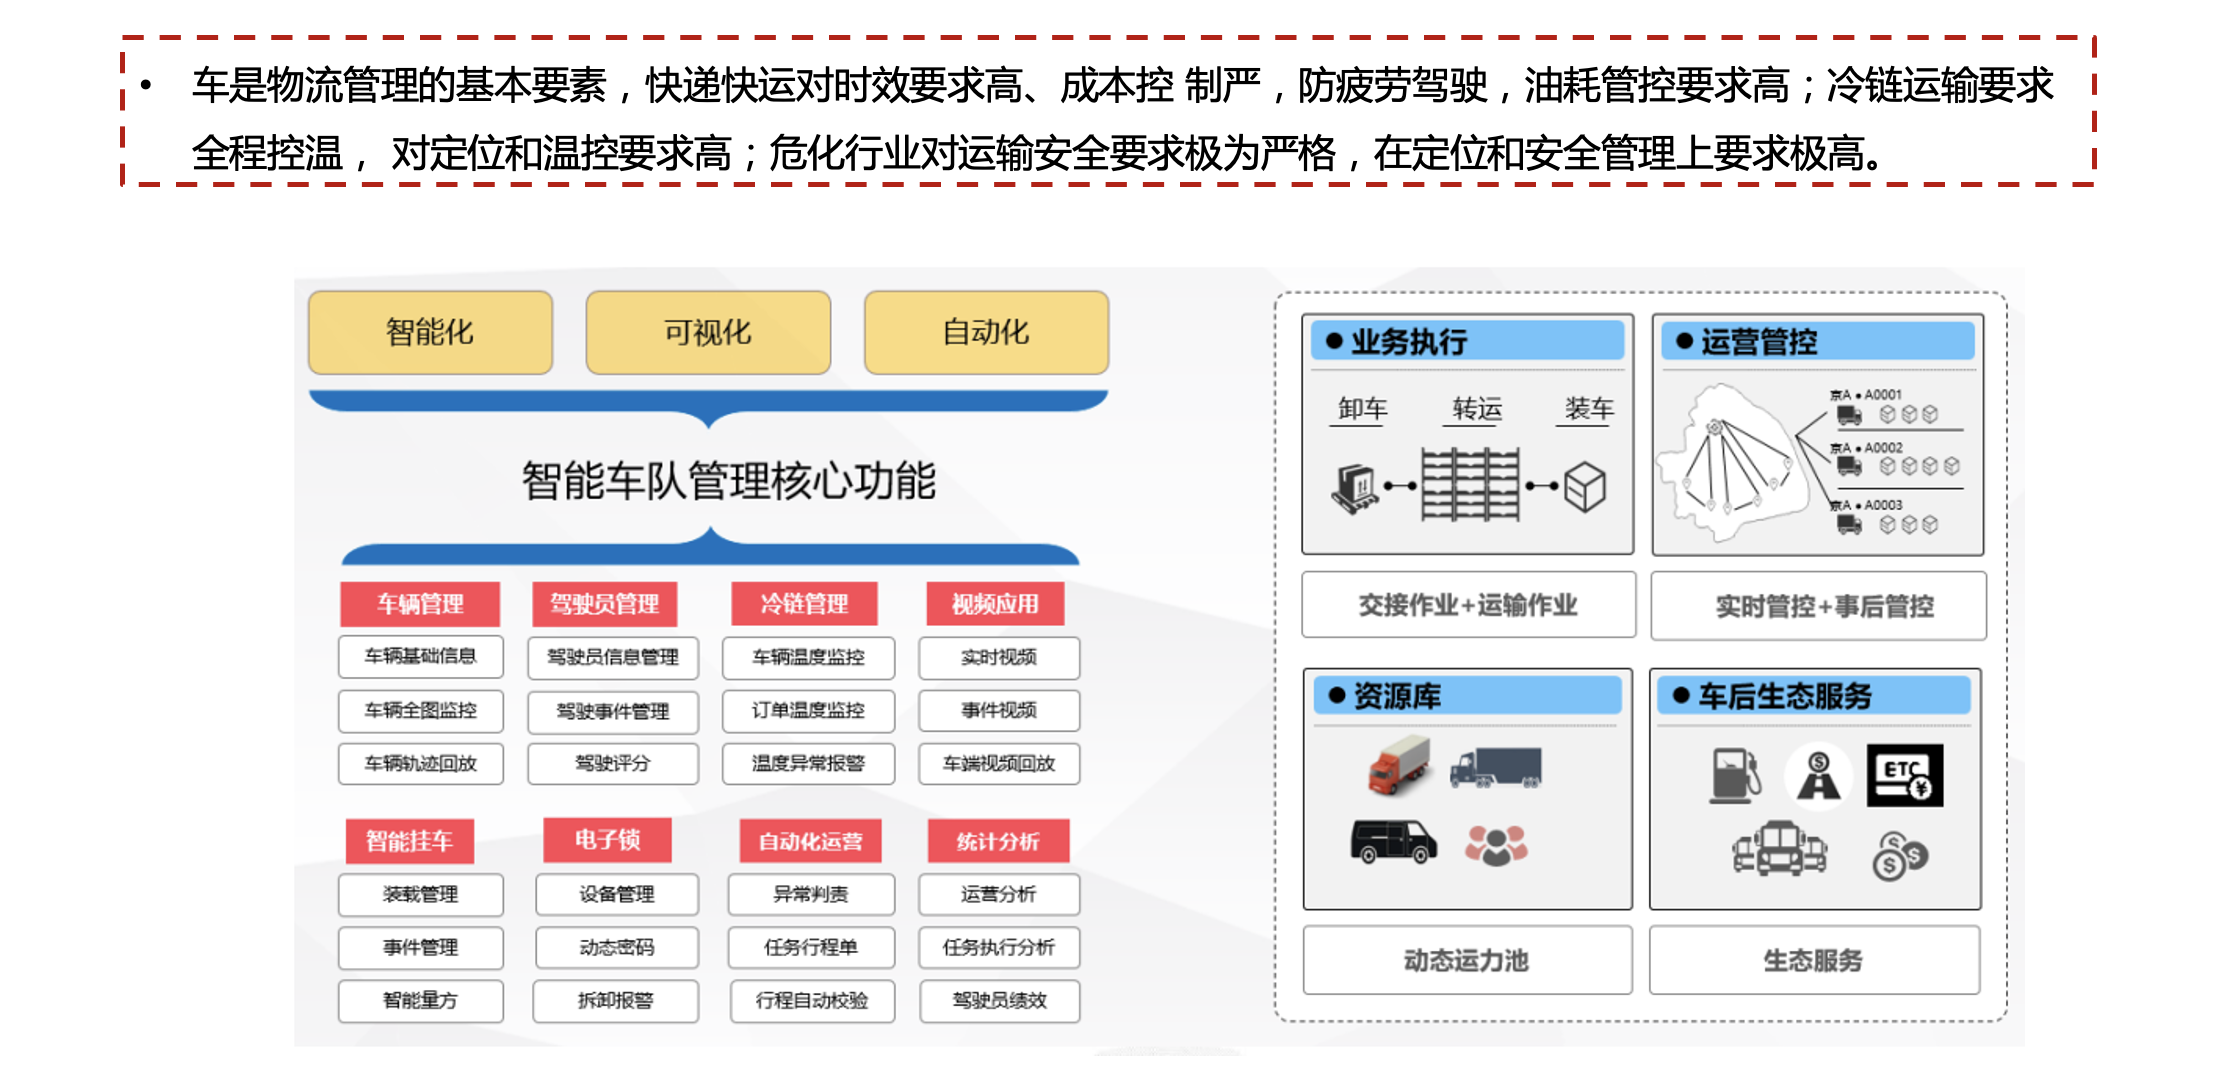 • 车是物流管理的基本要素，快递快运对时效要求高、成本控 制严，防疲劳驾驶，油耗管控要求高；冷链运输要求
全程控温， 对定位和温控要求高；危化行业对运输安全要求极为严格，在定位和安全管理上要求极高。
智能化
可视化
自动化
智能车队管理核心功能
车辆管理
车辆基础信息
车辆全图监控
车辆轨迹回放
驾驶员管理
驾驶员信息管理
驾驶事件管理
驾驶评分
冷链管理
车辆温度监控
订单温度监控
温度异常报警
视频应用
实时视频
事件视频
车端视频回放
智能挂车
装载管理
事件管理
智能量方
电子锁
设备管理
动态密码
拆卸报警
自动化运营
异常判责
任务行程单
行程自动校验
统计分析
运营分析
任务执行分析
驾驶员绩效
● 业务执行
卸车
转运
装车
交接作业+运输作业
● 运营管控
京A • A0001
京A • A0002
京A • A0003
实时管控+事后管控
● 资源库
动态运力池
● 车后生态服务
$
ETC
¥
$
$
$
生态服务